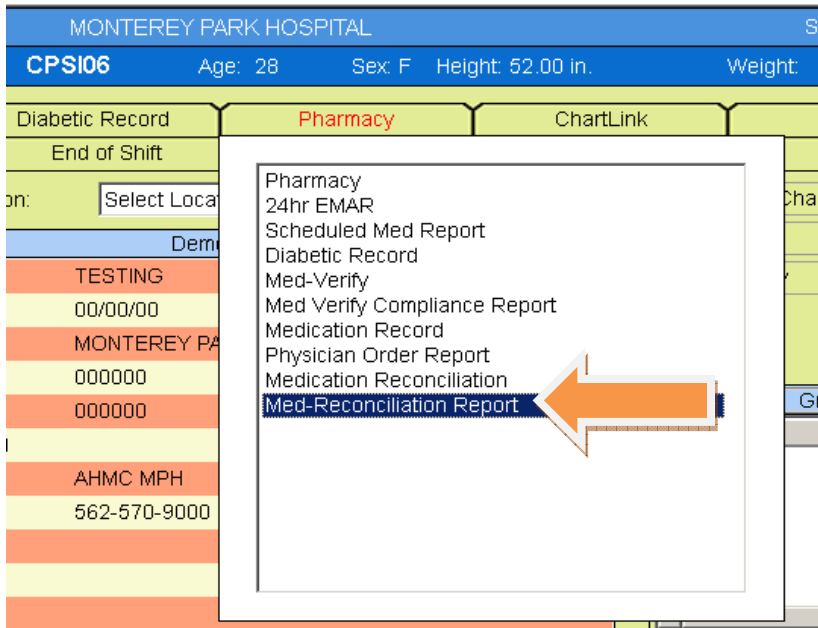 MONTEREY PARK HOSPITAL
CPSI06 Age: 28 Sex: F Height: 52.00 in. Weight:
Diabetic Record Pharmacy ChartLink
End of Shift
Select Locat
Pharmacy
24hr EMAR
Scheduled Med Report
Diabetic Record
Med-Verify
Med Verify Compliance Report
Medication Record
Physician Order Report
Medication Reconciliation
Med-Reconciliation Report
Demo
TESTING
00/00/00
MONTEREY PA
000000
000000
AHMC MPH
562-570-9000